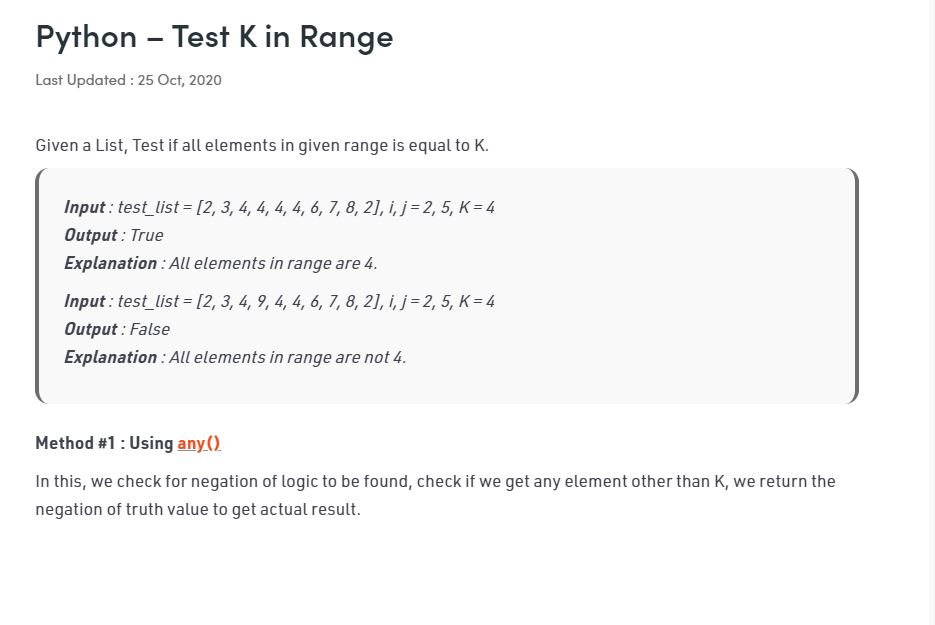 Python – Test K in Range
Last Updated : 25 Oct, 2020
Given a List, Test if all elements in given range is equal to K.
Input : test_list = [2, 3, 4, 4, 4, 4, 6, 7, 8, 2], i, j = 2, 5, K = 4
Output : True
Explanation : All elements in range are 4.
Input : test_list = [2, 3, 4, 9, 4, 4, 6, 7, 8, 2], i, j = 2, 5, K = 4
Output : False
Explanation : All elements in range are not 4.
Method #1 : Using any()
In this, we check for negation of logic to be found, check if we get any element other than K, we return the
negation of truth value to get actual result.